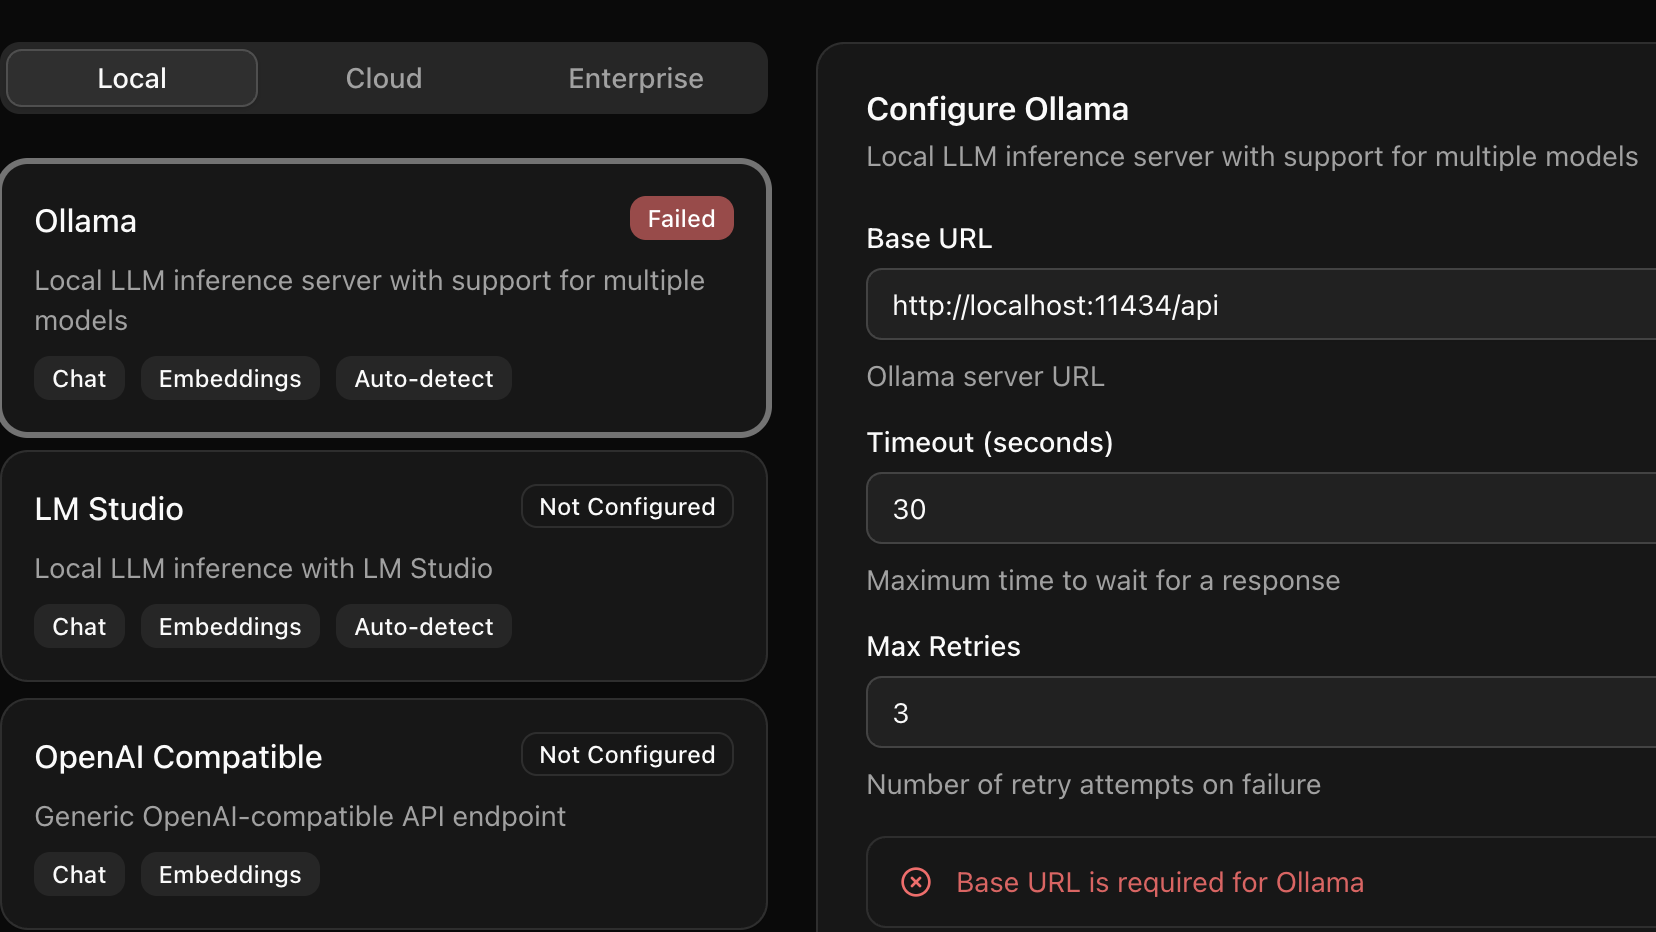 Local
Cloud
Enterprise
Ollama
Failed
Local LLM inference server with support for multiple
models
Chat
Embeddings
Auto-detect
LM Studio
Not Configured
Local LLM inference with LM Studio
Chat
Embeddings
Auto-detect
OpenAI Compatible
Not Configured
Generic OpenAI-compatible API endpoint
Chat
Embeddings
Configure Ollama
Local LLM inference server with support for multiple models
Base URL
http://localhost:11434/api
Ollama server URL
Timeout (seconds)
30
Maximum time to wait for a response
Max Retries
3
Number of retry attempts on failure
Base URL is required for Ollama